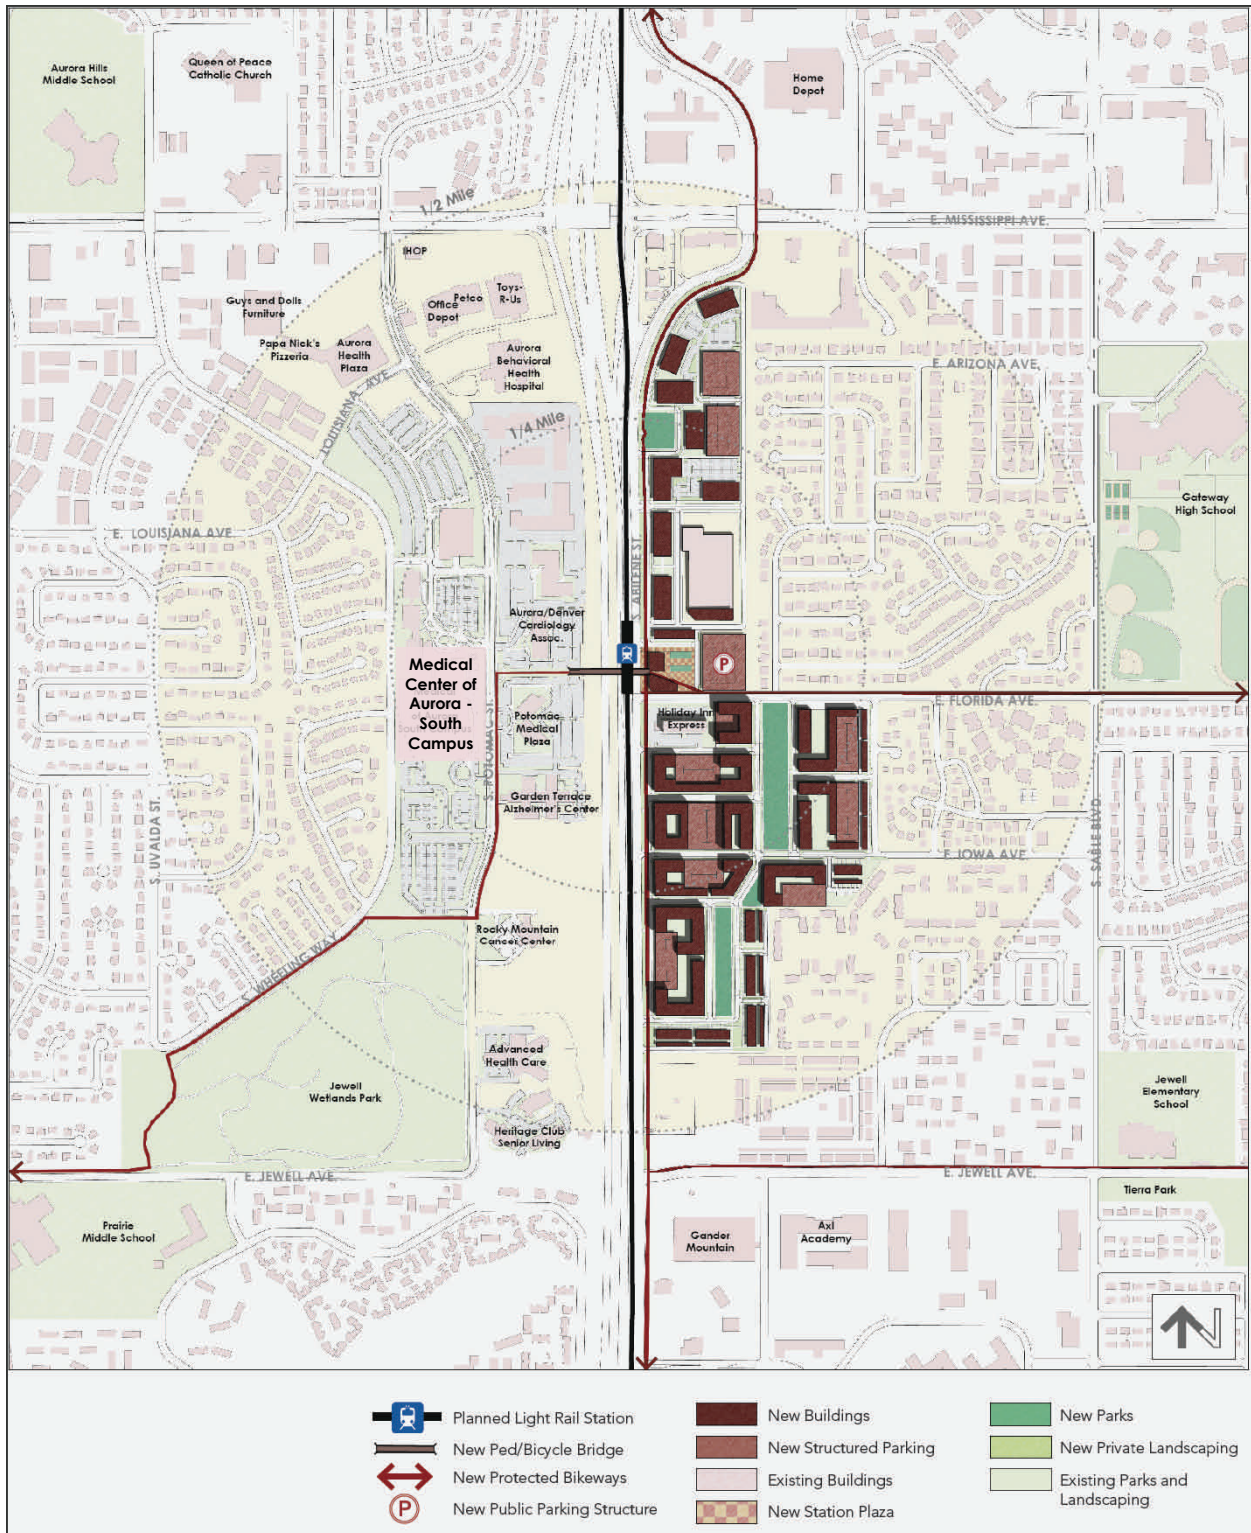 Aurora Hills
Middle School
Queen of Peace
Catholic Church
Home
Depot
1/2 Mile
E. MISSISSIPPI AVE.
IHOP
Guys and Dolls
Furniture
Office
Depot
Petco
Toys-
R-Us
Papa Nick's
Pizzeria
Aurora
Health
Plaza
Aurora
Behavioral
Health
Hospital
E. ARIZONA AVE.
LOUISIANA AVE
1/4 Mile
Gateway
High School
E. LOUISIANA AVE
S. ABILENE ST.
Aurora/Denver
Cardiology
Assoc.
Medical
Center of
Aurora -
South
Campus
P
E. FLORIDA AVE.
Holiday Inn
Express
S. POTOMAC ST.
Potomac
Medical
Plaza
Garden Terrace
Alzheimer's Center
S. UVALDA ST.
S. SABLE BLVD.
E. IOWA AVE.
Rocky Mountain
Cancer Center
S. WHEELING WAY
Advanced
Health Care
Jewell
Wetlands Park
Jewell
Elementary
School
Heritage Club
Senior Living
E. JEWELL AVE.
E. JEWELL AVE.
Tierra Park
Prairie
Middle School
Gander
Mountain
Axl
Academy
N
Planned Light Rail Station
New Ped/Bicycle Bridge
New Protected Bikeways
P
New Public Parking Structure
New Buildings
New Structured Parking
Existing Buildings
New Station Plaza
New Parks
New Private Landscaping
Existing Parks and
Landscaping